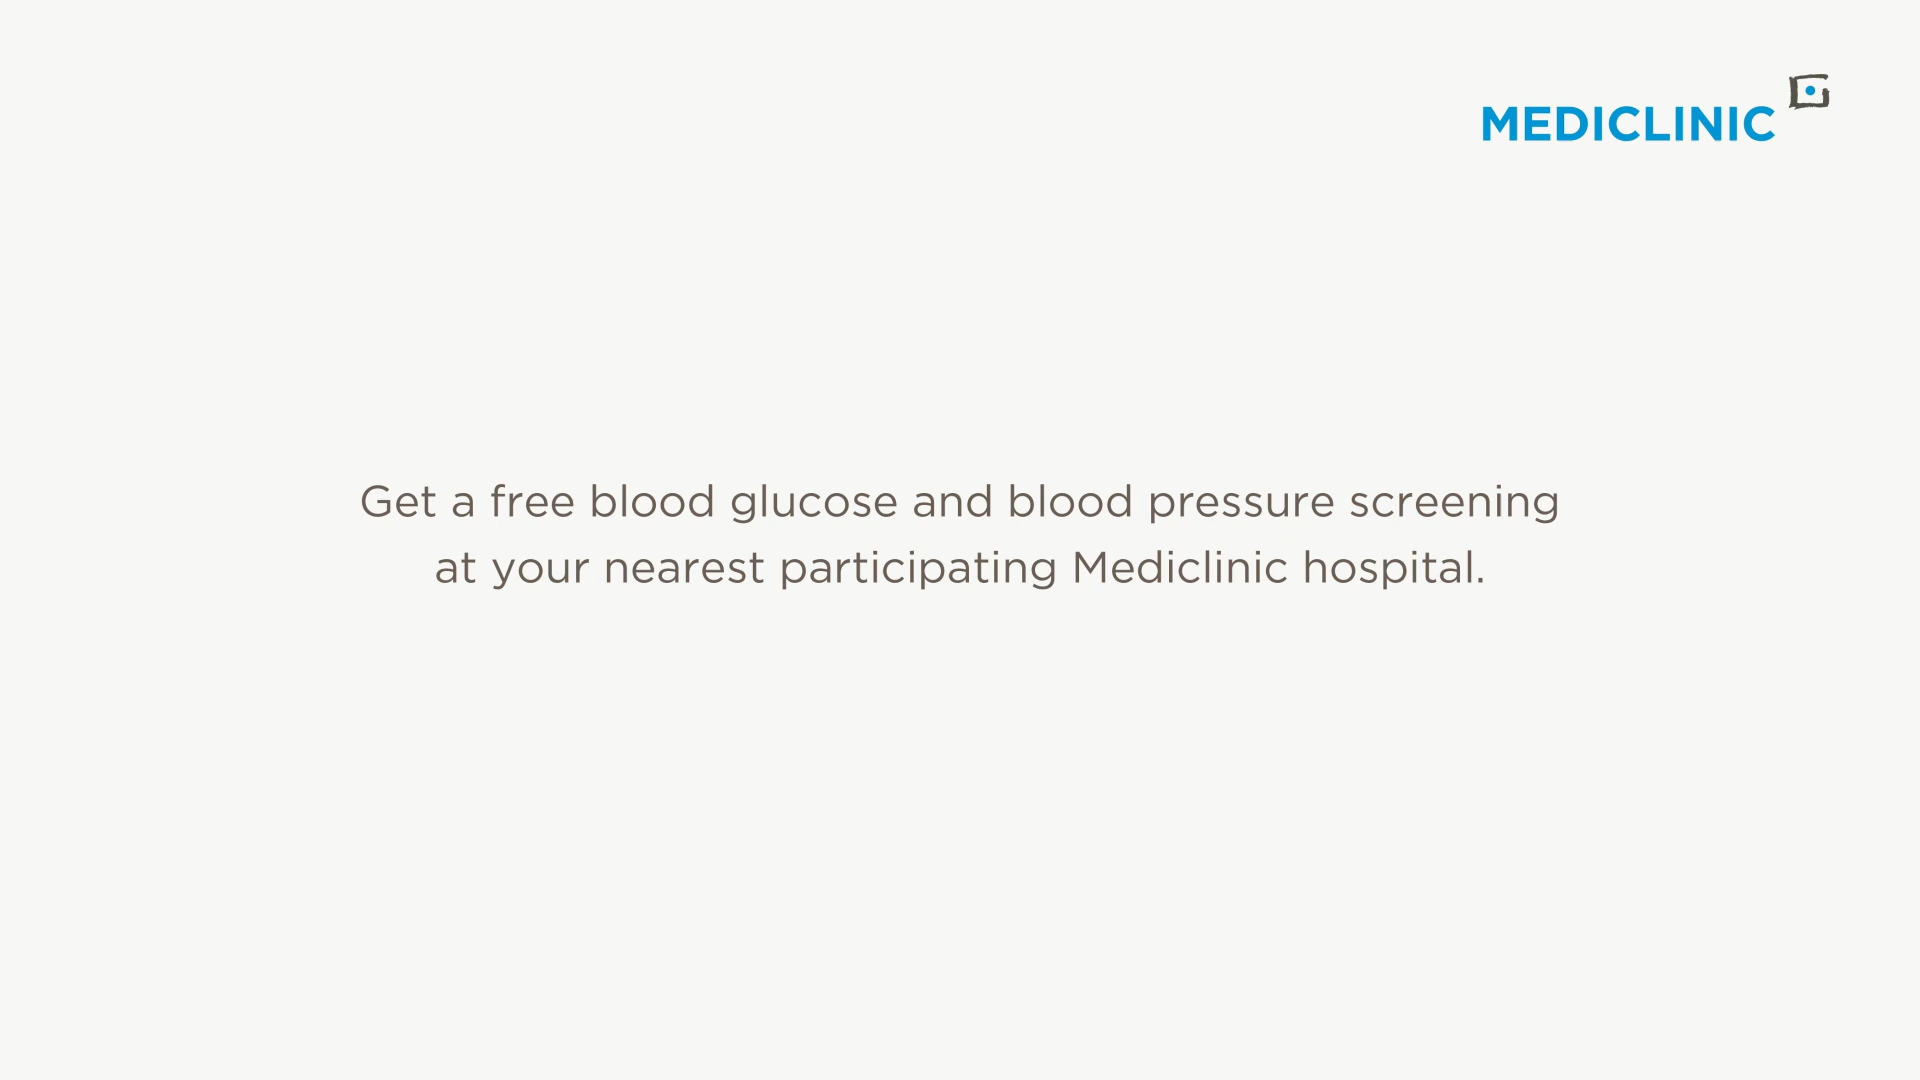 MEDICLINIC
Get a free blood glucose and blood pressure screening
at your nearest participating Mediclinic hospital.